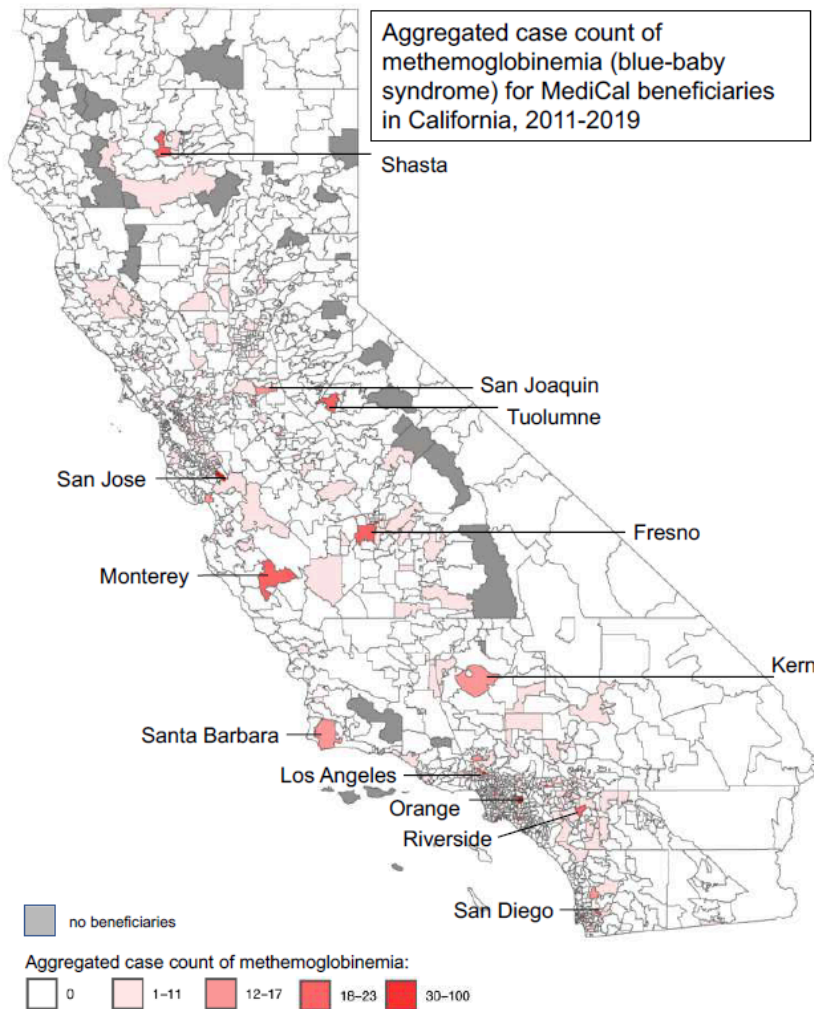 Aggregated case count of
methemoglobinemia (blue-baby
syndrome) for MediCal beneficiaries
in California, 2011-2019
Shasta
San Joaquin
Tuolumne
San Jose
Fresno
Monterey
Kern
Santa Barbara
Los Angeles
Orange
Riverside
San Diego
no beneficiaries
Aggregated case count of methemoglobinemia:
0 1–11 12–17 18–23 30–100